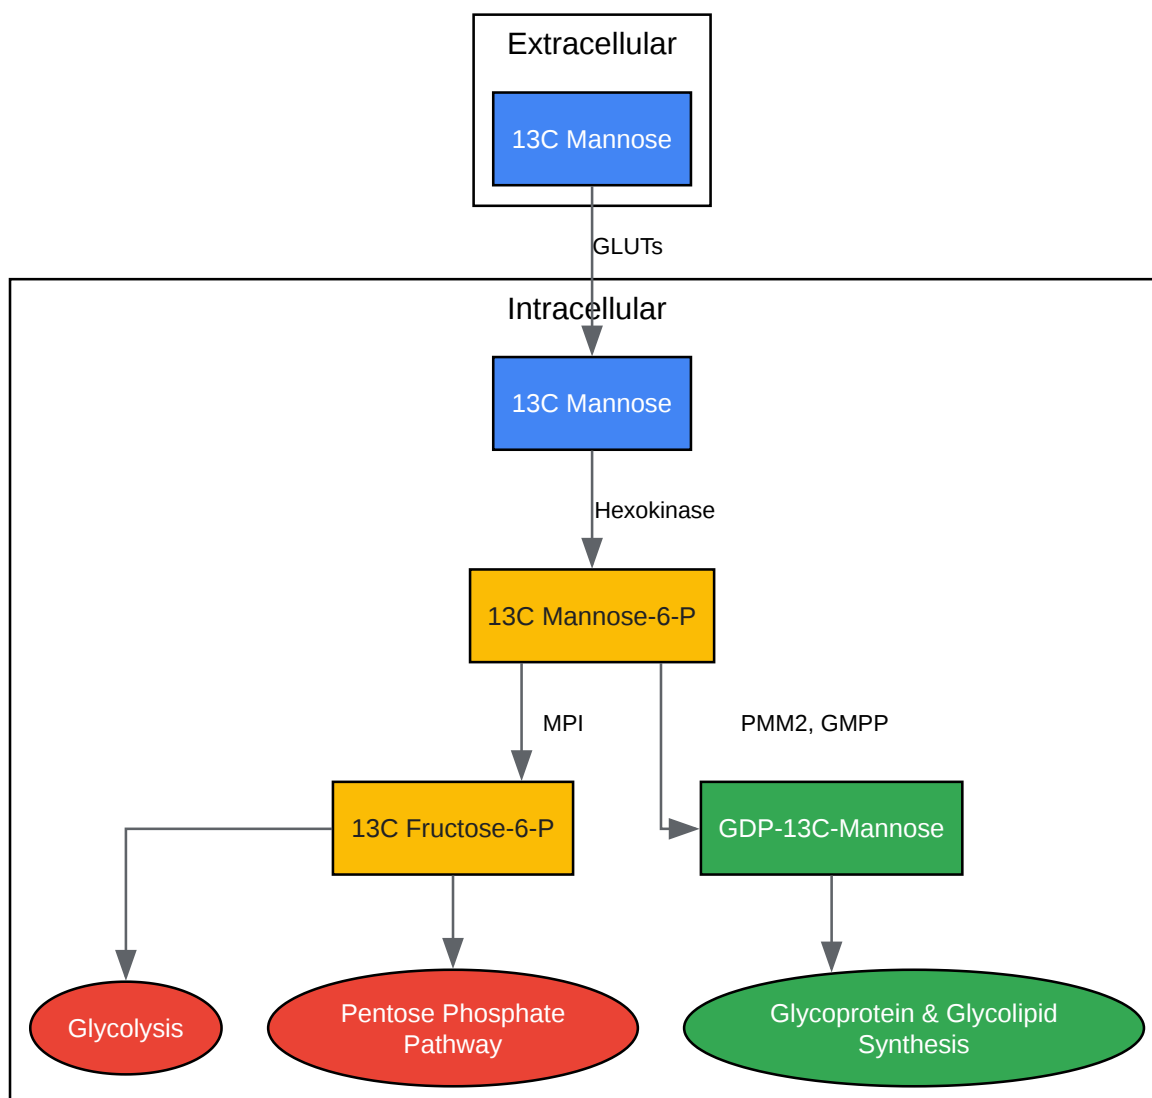 Extracellular
13C Mannose
GLUTs
Intracellular
13C Mannose
Hexokinase
13C Mannose-6-P
MPI
PMM2, GMPP
13C Fructose-6-P
GDP-13C-Mannose
Glycolysis
Pentose Phosphate
Pathway
Glycoprotein & Glycolipid
Synthesis